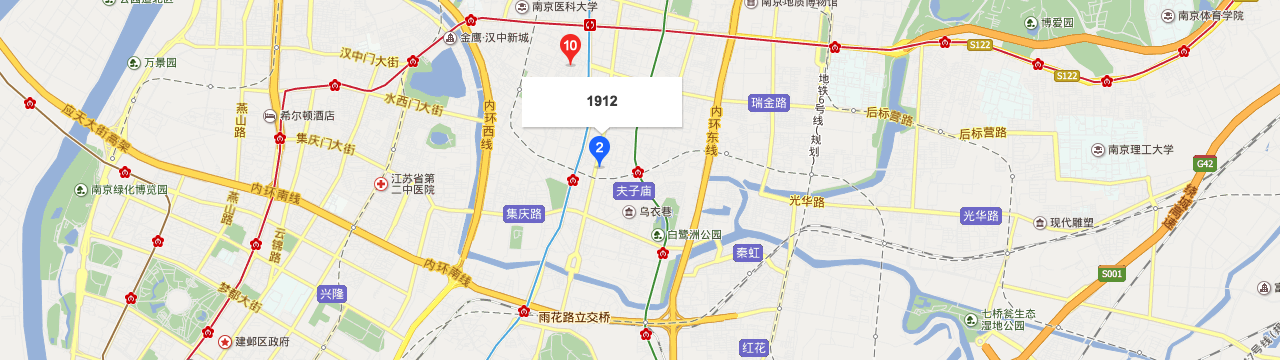 南京医科大学
南京地质博物馆
博爱园
南京体育学院
金鹰·汉中新城
汉中门大街
10
S122
S122
万景园
1912
水西门大街
内环西线
瑞金路
内环东线
地铁6号线(规划)
后标营路
后标营路
燕山路
希尔顿酒店
应天大街高架
集庆门大街
2
南京理工大学
G42
江苏省第
二中医院
南京绿化博览园
内环南线
夫子庙
光华路
绕城高速
燕山路
集庆路
乌衣巷
光华路
现代雕塑
云锦路
白鹭洲公园
秦虹
内环南线
S001
梦都大街
兴隆
雨花路立交桥
七桥瓮生态
湿地公园
建邺区政府
红花